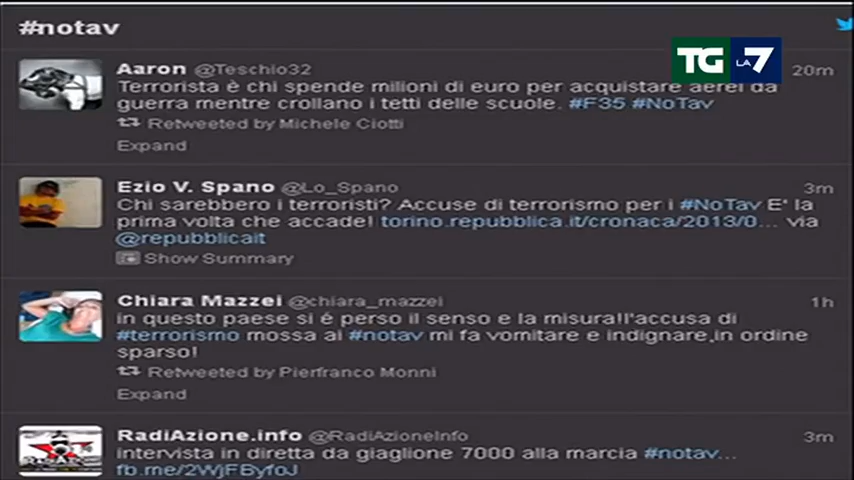 #notav
TG LA 7
Aaron @Teschio32 20m
Terrorista è chi spende milioni di euro per acquistare aerei da
guerra mentre crollano i tetti delle scuole. #F35 #NoTav
Retweeted by Michele Ciotti
Expand
Ezio V. Spano @Lo_Spano 3m
Chi sarebbero i terroristi? Accuse di terrorismo per i #NoTav E' la
prima volta che accade! torino.repubblica.it/cronaca/2013/0... via
@repubblicait
Show Summary
Chiara Mazzei @chiara_mazzei 1h
in questo paese si é perso il senso e la misura!l'accusa di
#terrorismo mossa ai #notav mi fa vomitare e indignare,in ordine
sparso!
Retweeted by Pierfranco Monni
Expand
RadiAzione.info @RadiAzioneInfo 3m
intervista in diretta da giaglione 7000 alla marcia #notav...
fb.me/2WjFByfoJ